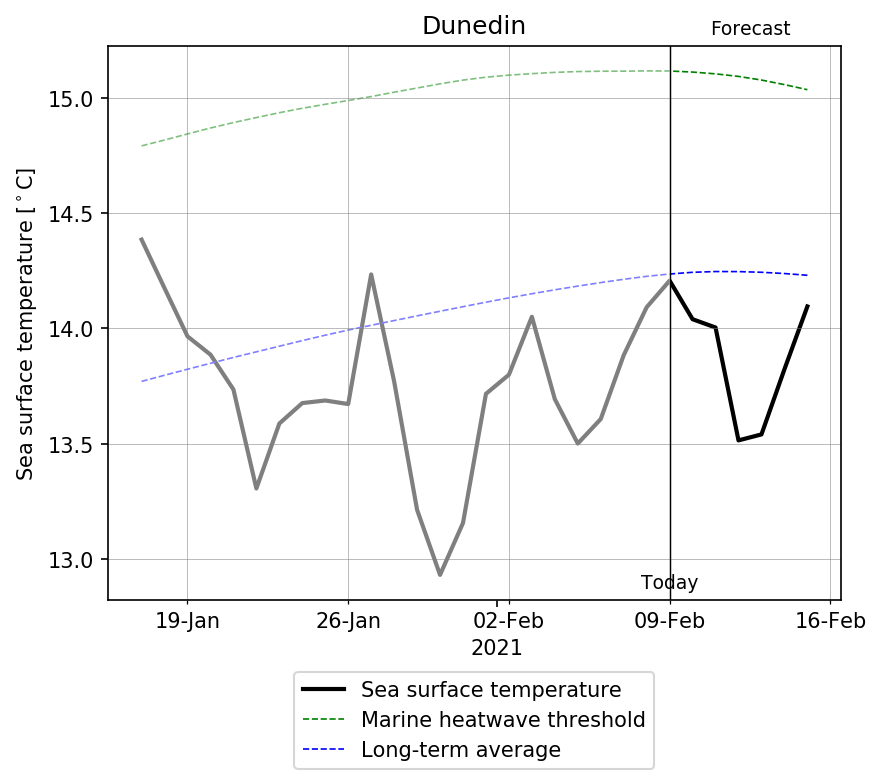 Dunedin
Forecast
Sea surface temperature [°C]
15.0
14.5
14.0
13.5
13.0
Today
19-Jan
26-Jan
02-Feb
09-Feb
16-Feb
2021
Sea surface temperature
Marine heatwave threshold
Long-term average